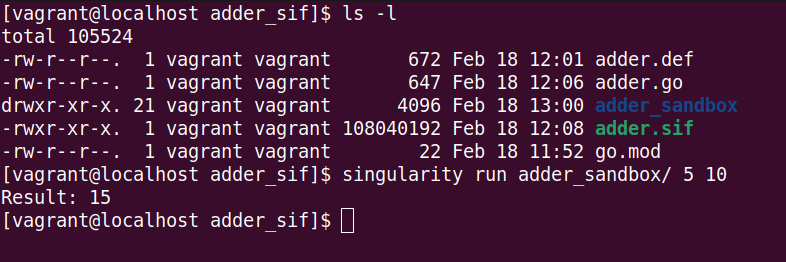 [vagrant@localhost adder_sif]$ ls -l
total 105524
-rw-r--r--.  1 vagrant vagrant       672 Feb 18 12:01 adder.def
-rw-r--r--.  1 vagrant vagrant       647 Feb 18 12:06 adder.go
drwxr-xr-x. 21 vagrant vagrant      4096 Feb 18 13:00 adder_sandbox
-rwxr-xr-x.  1 vagrant vagrant 108040192 Feb 18 12:08 adder.sif
-rw-r--r--.  1 vagrant vagrant        22 Feb 18 11:52 go.mod
[vagrant@localhost adder_sif]$ singularity run adder_sandbox/ 5 10
Result: 15
[vagrant@localhost adder_sif]$